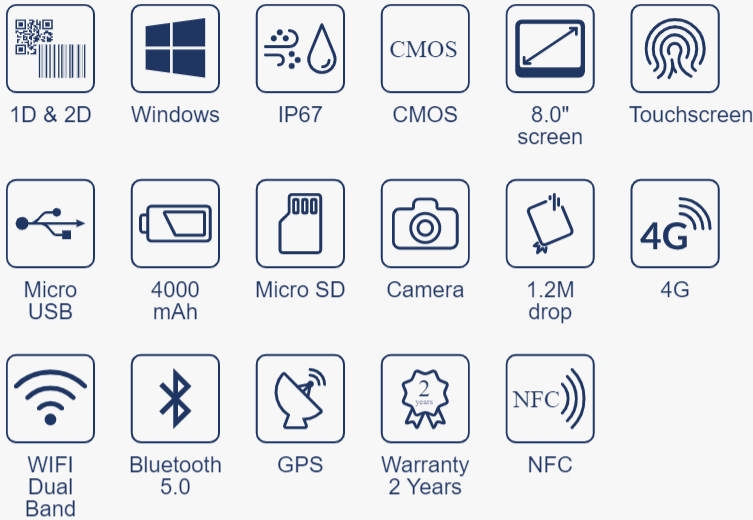 CMOS
1D & 2D
Windows
IP67
CMOS
8.0"
screen
Touchscreen
4G
Micro
USB
4000
mAh
Micro SD
Camera
1.2M
drop
4G
2
years
NFC
WIFI
Dual
Band
Bluetooth
5.0
GPS
Warranty
2 Years
NFC